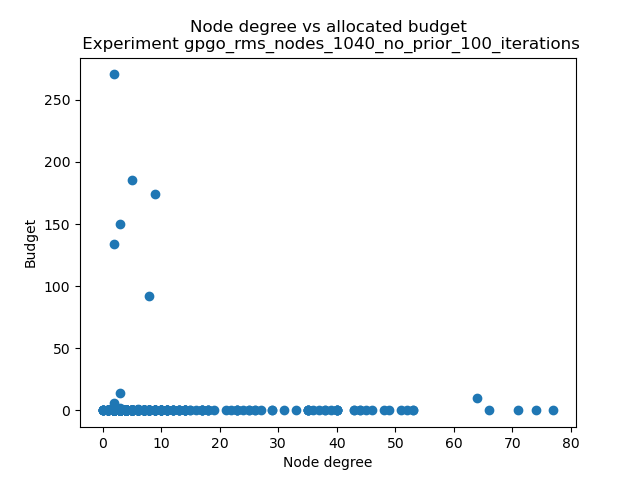 Node degree vs allocated budget
Experiment gpgo_rms_nodes_1040_no_prior_100_iterations
250
200
150
100
50
0
Budget
0 10 20 30 40 50 60 70 80
Node degree